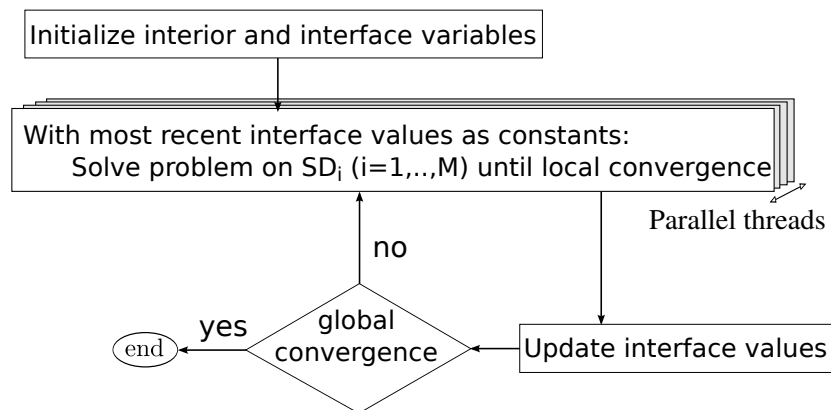 Initialize interior and interface variables
With most recent interface values as constants:
Solve problem on SDᵢ (i=1,..,M) until local convergence
Parallel threads
no
yes
global
convergence
end
Update interface values